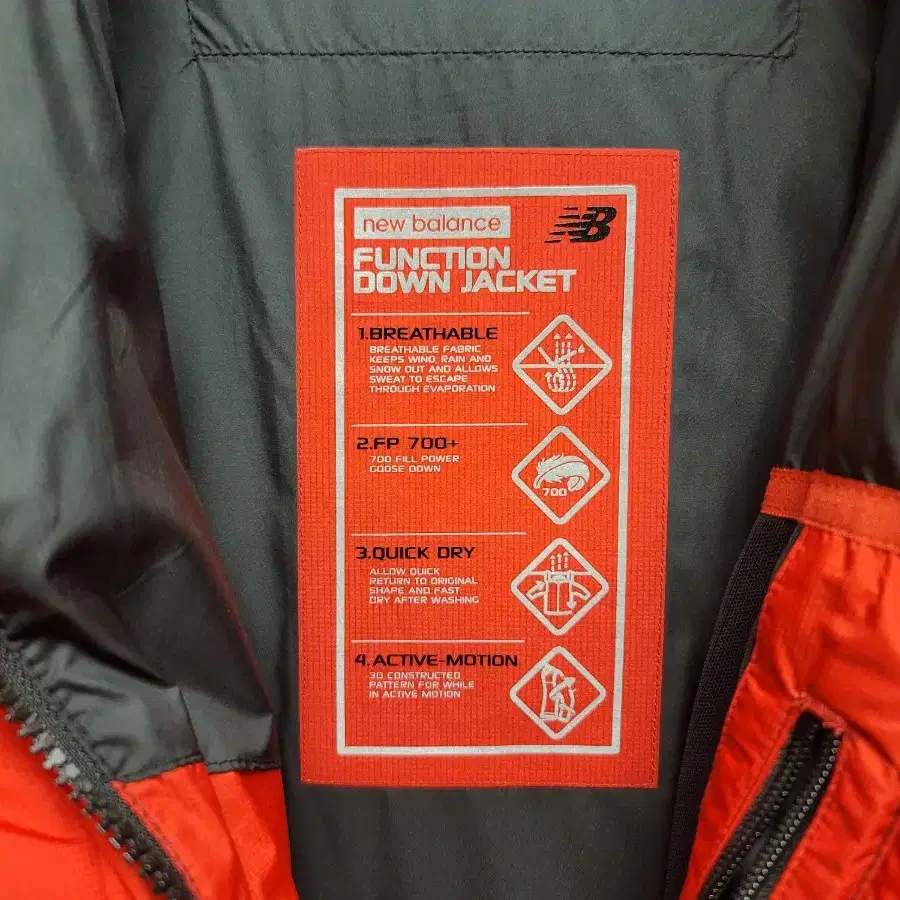 new balance
NB
FUNCTION
DOWN JACKET
1.BREATHABLE
BREATHABLE FABRIC
KEEPS WIND, RAIN AND
SNOW OUT AND ALLOWS
SWEAT TO ESCAPE
THROUGH EVAPORATION
2.FP 700+
700 FILL POWER
GOOSE DOWN
700
3.QUICK DRY
ALLOW QUICK
RETURN TO ORIGINAL
SHAPE AND FAST
DRY AFTER WASHING
4.ACTIVE-MOTION
3D CONSTRUCTED
PATTERN FOR WHILE
IN ACTIVE MOTION